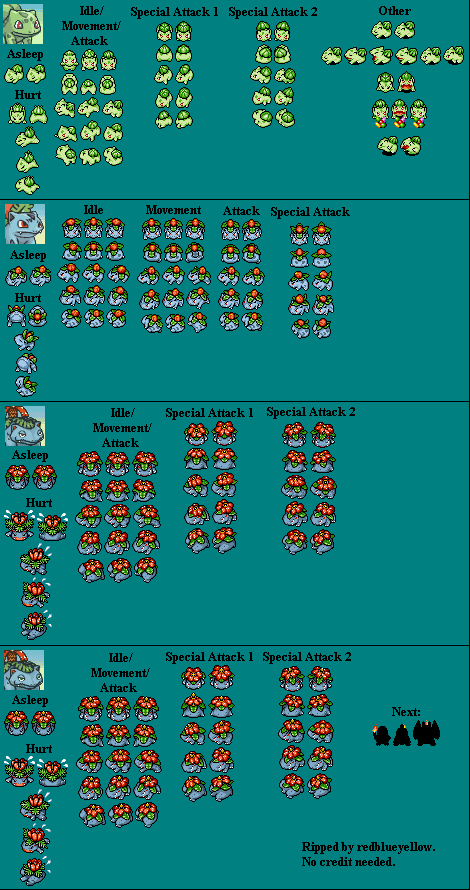 Idle/
Movement/
Attack
Special Attack 1
Special Attack 2
Other
Asleep
Hurt
Idle
Movement
Attack
Special Attack
Asleep
Hurt
Idle/
Movement/
Attack
Special Attack 1
Special Attack 2
Asleep
Hurt
Idle/
Movement/
Attack
Special Attack 1
Special Attack 2
Asleep
Hurt
Next:
Ripped by redblueyellow.
No credit needed.